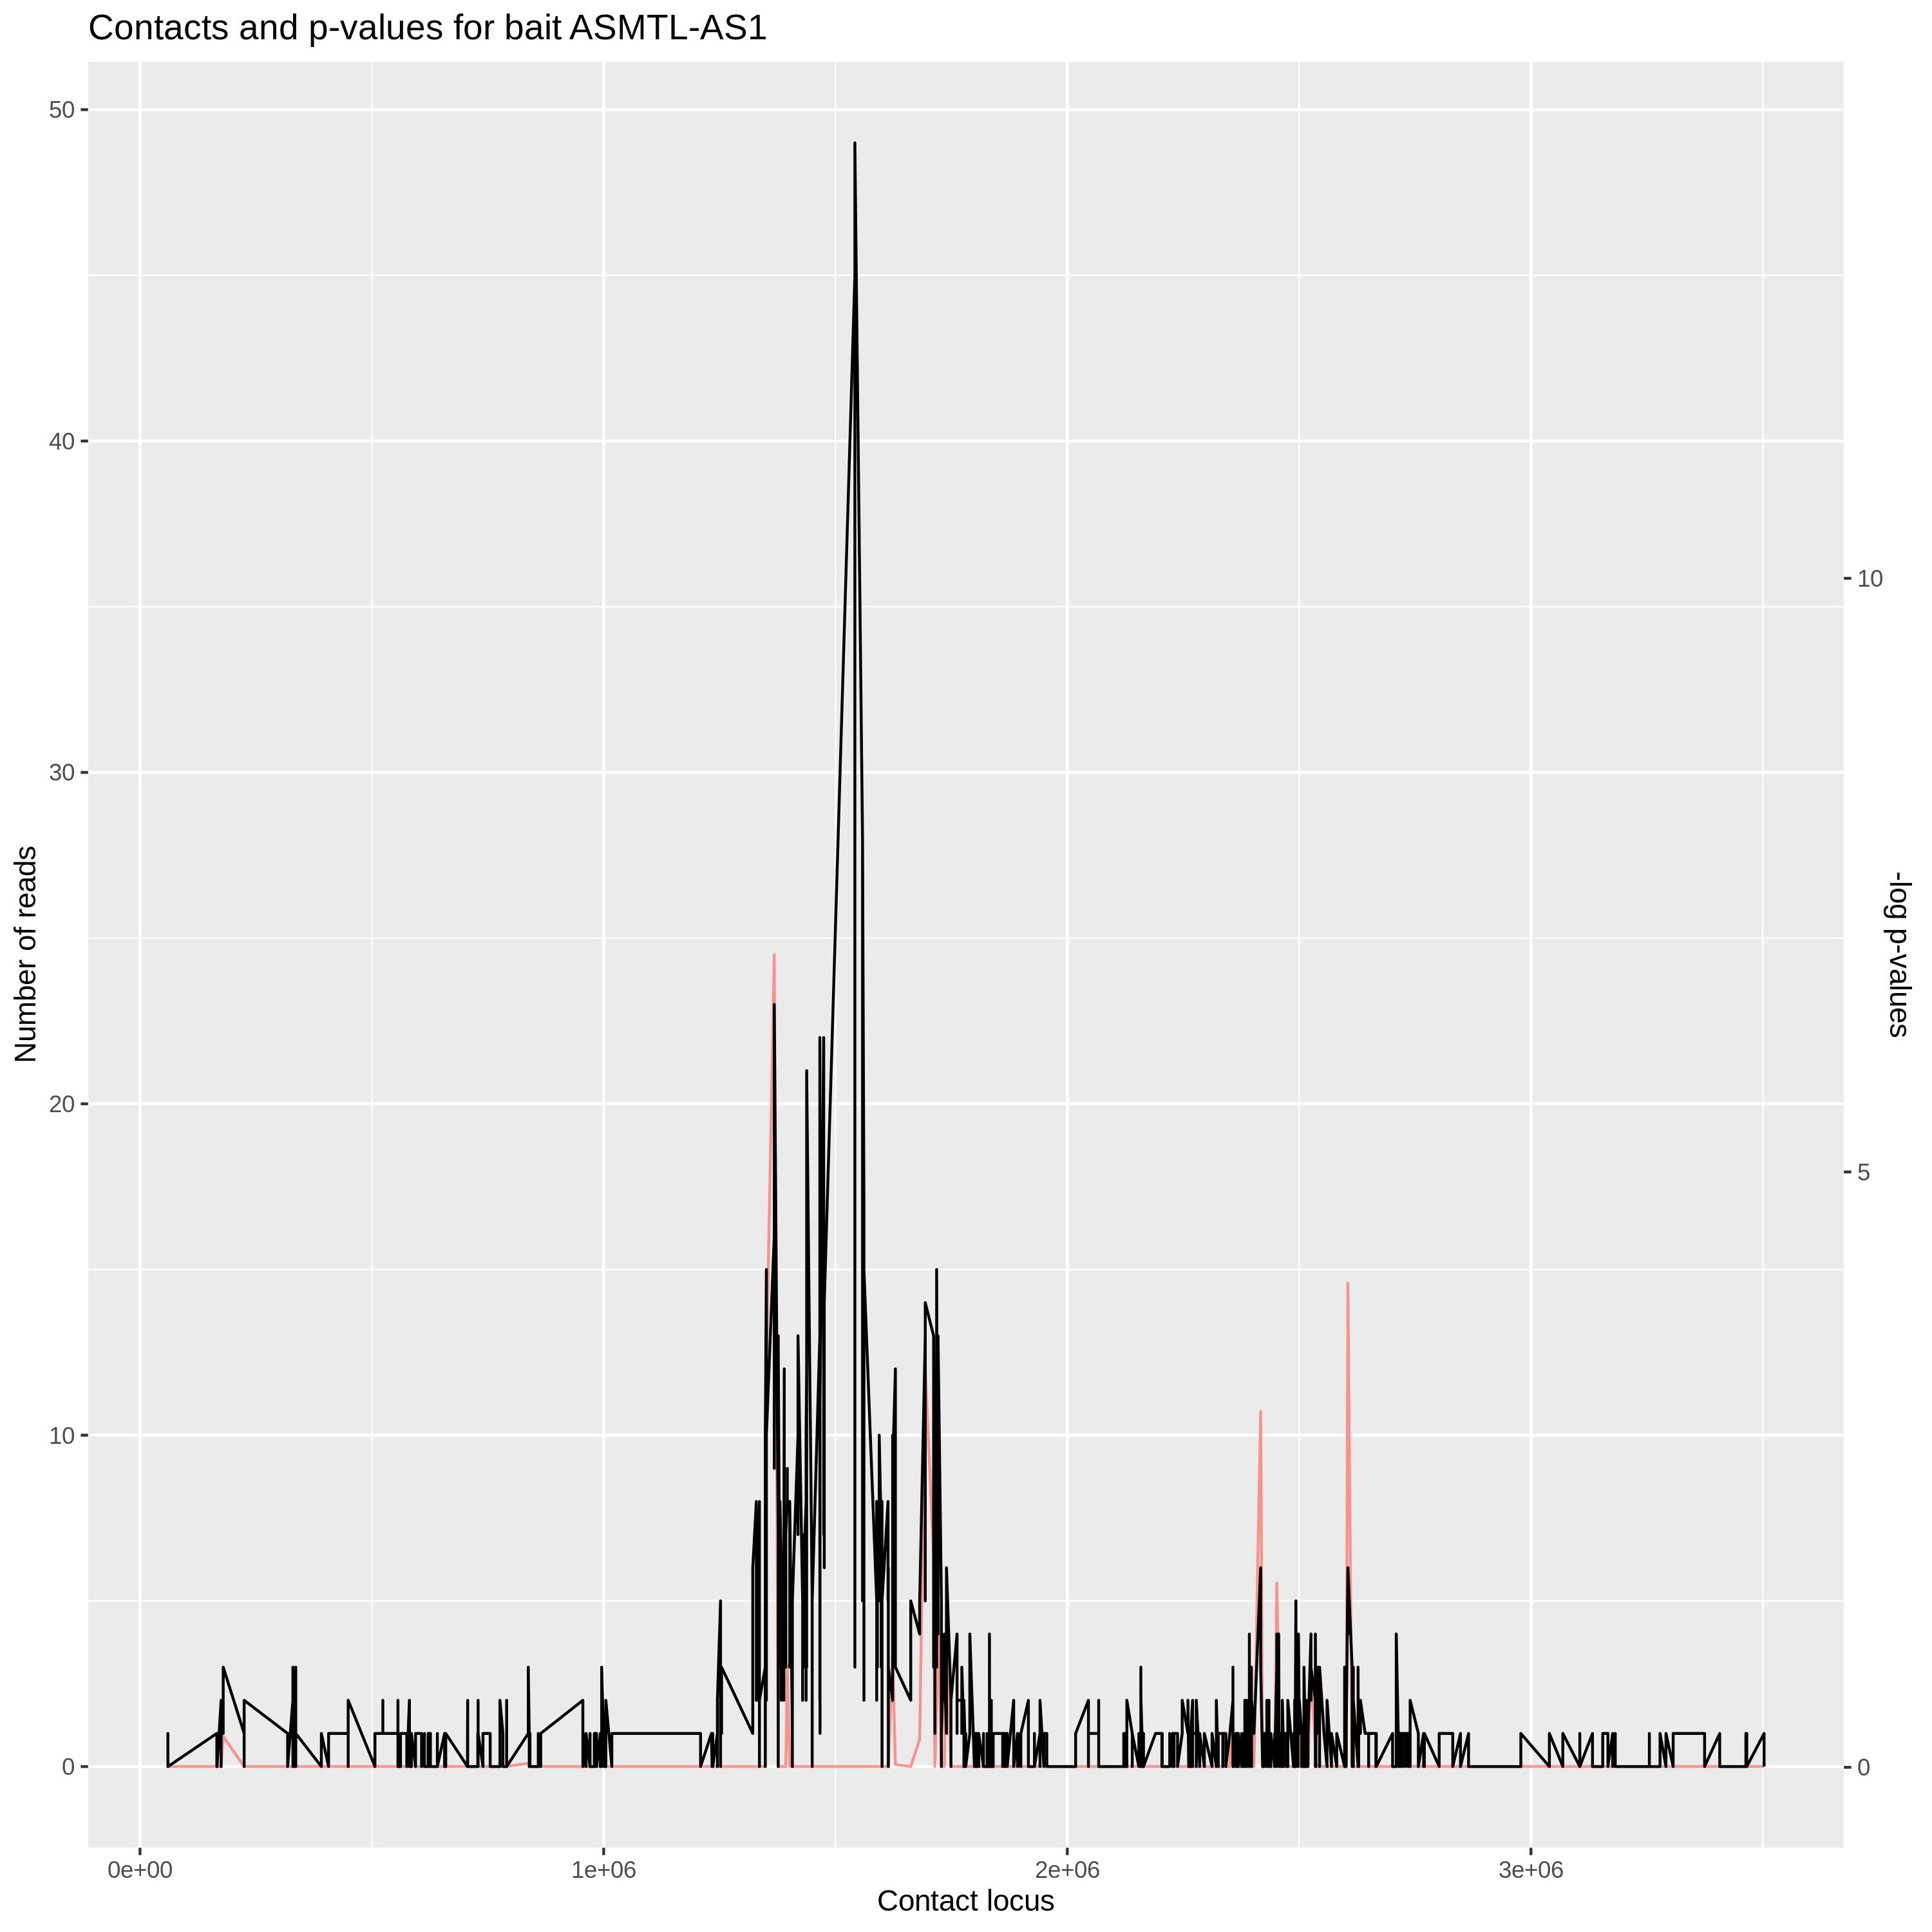 Contacts and p-values for bait ASMTL-AS1
50
40
30
20
10
0
Number of reads
10
5
0
-log p-values
0e+00
1e+06
2e+06
3e+06
Contact locus